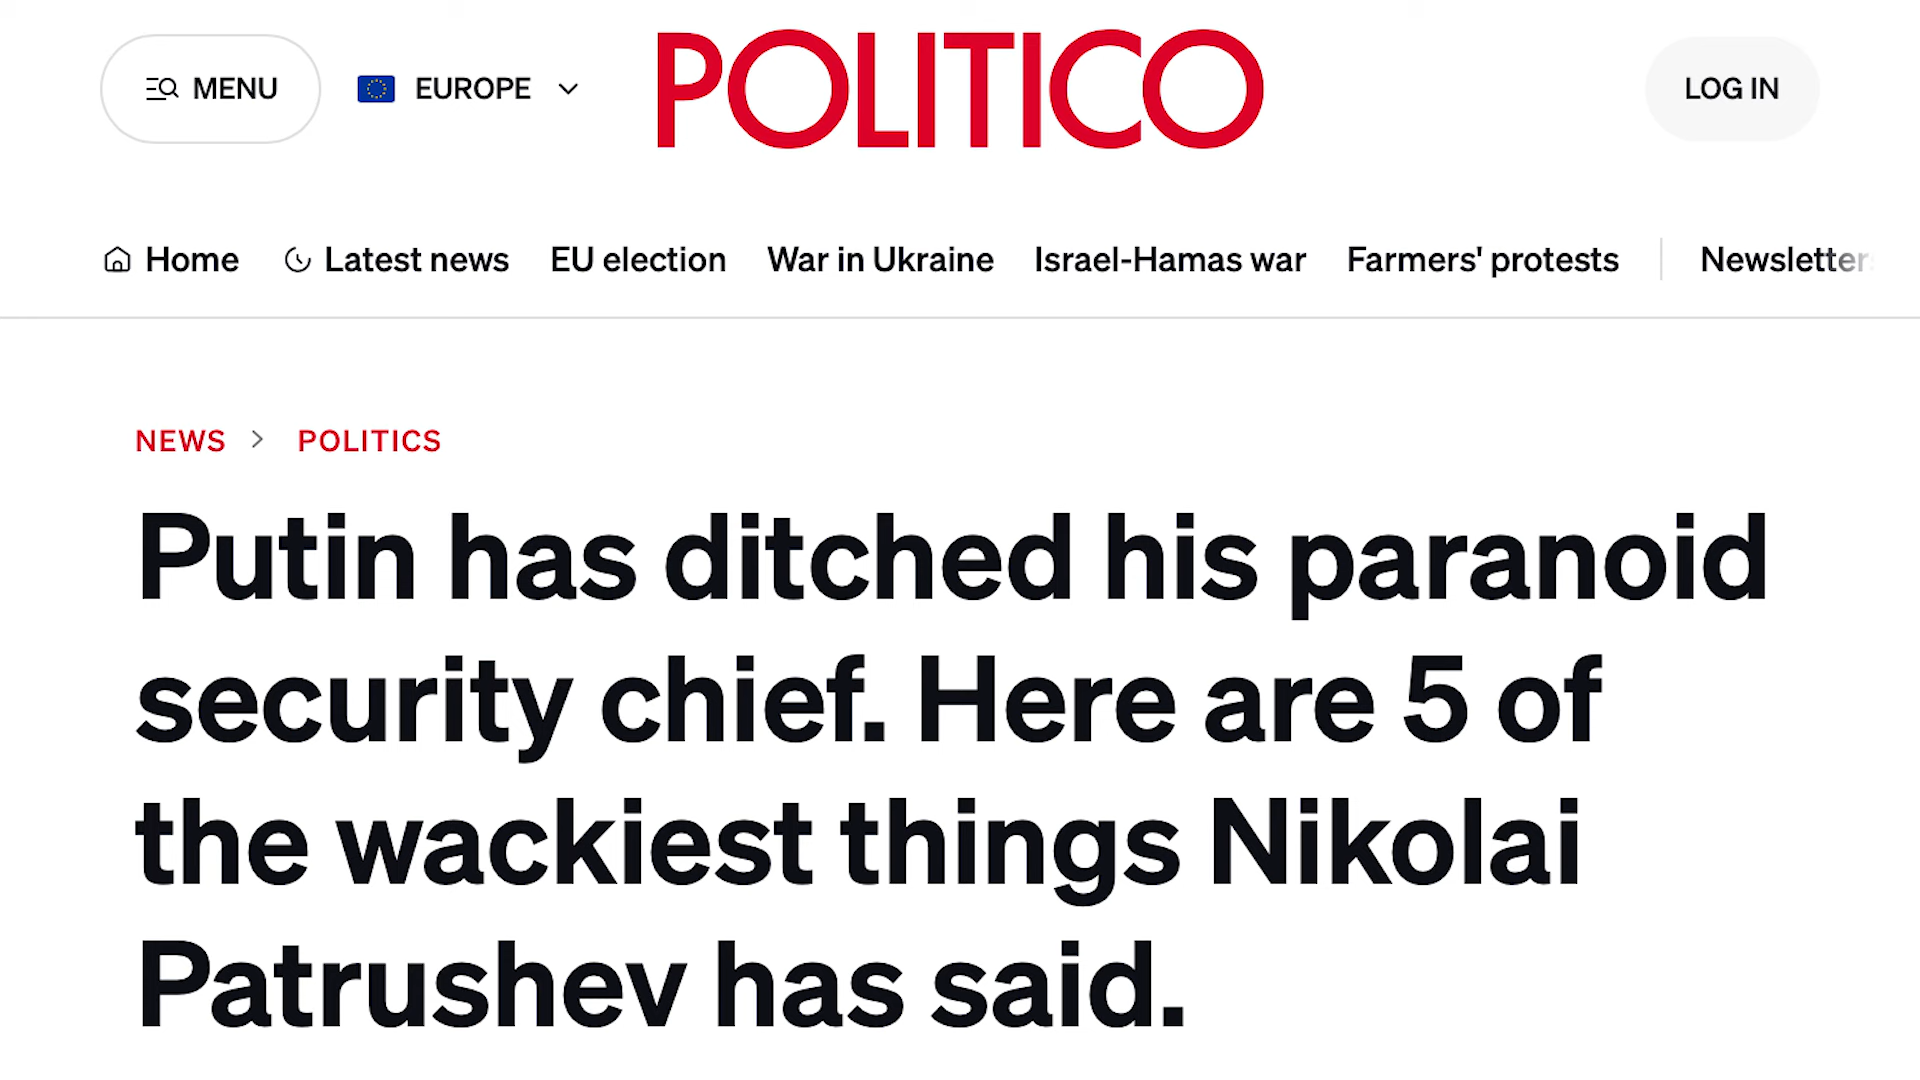 MENU
EUROPE
POLITICO
LOG IN
Home
Latest news
EU election
War in Ukraine
Israel-Hamas war
Farmers' protests
Newsletter
NEWS > POLITICS
Putin has ditched his paranoid
security chief. Here are 5 of
the wackiest things Nikolai
Patrushev has said.